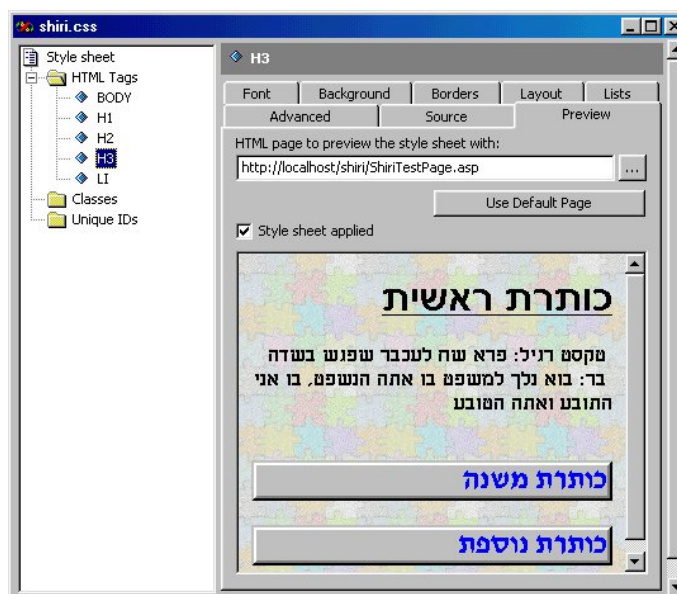 shiri.css
Style sheet
HTML Tags
BODY
H1
H2
H3
LI
Classes
Unique IDs
H3
Font Background Borders Layout Lists
Advanced Source Preview
HTML page to preview the style sheet with:
http://localhost/shiri/ShiriTestPage.asp ...
Use Default Page
Style sheet applied
כותרת ראשית
טקסט רגיל: פרא שח לעכבר שפגש בשדה
בר: בוא נלך למשפט בו אתה הנשפט, בו אני
התובע ואתה הטובע
כותרת משנה
כותרת נוספת